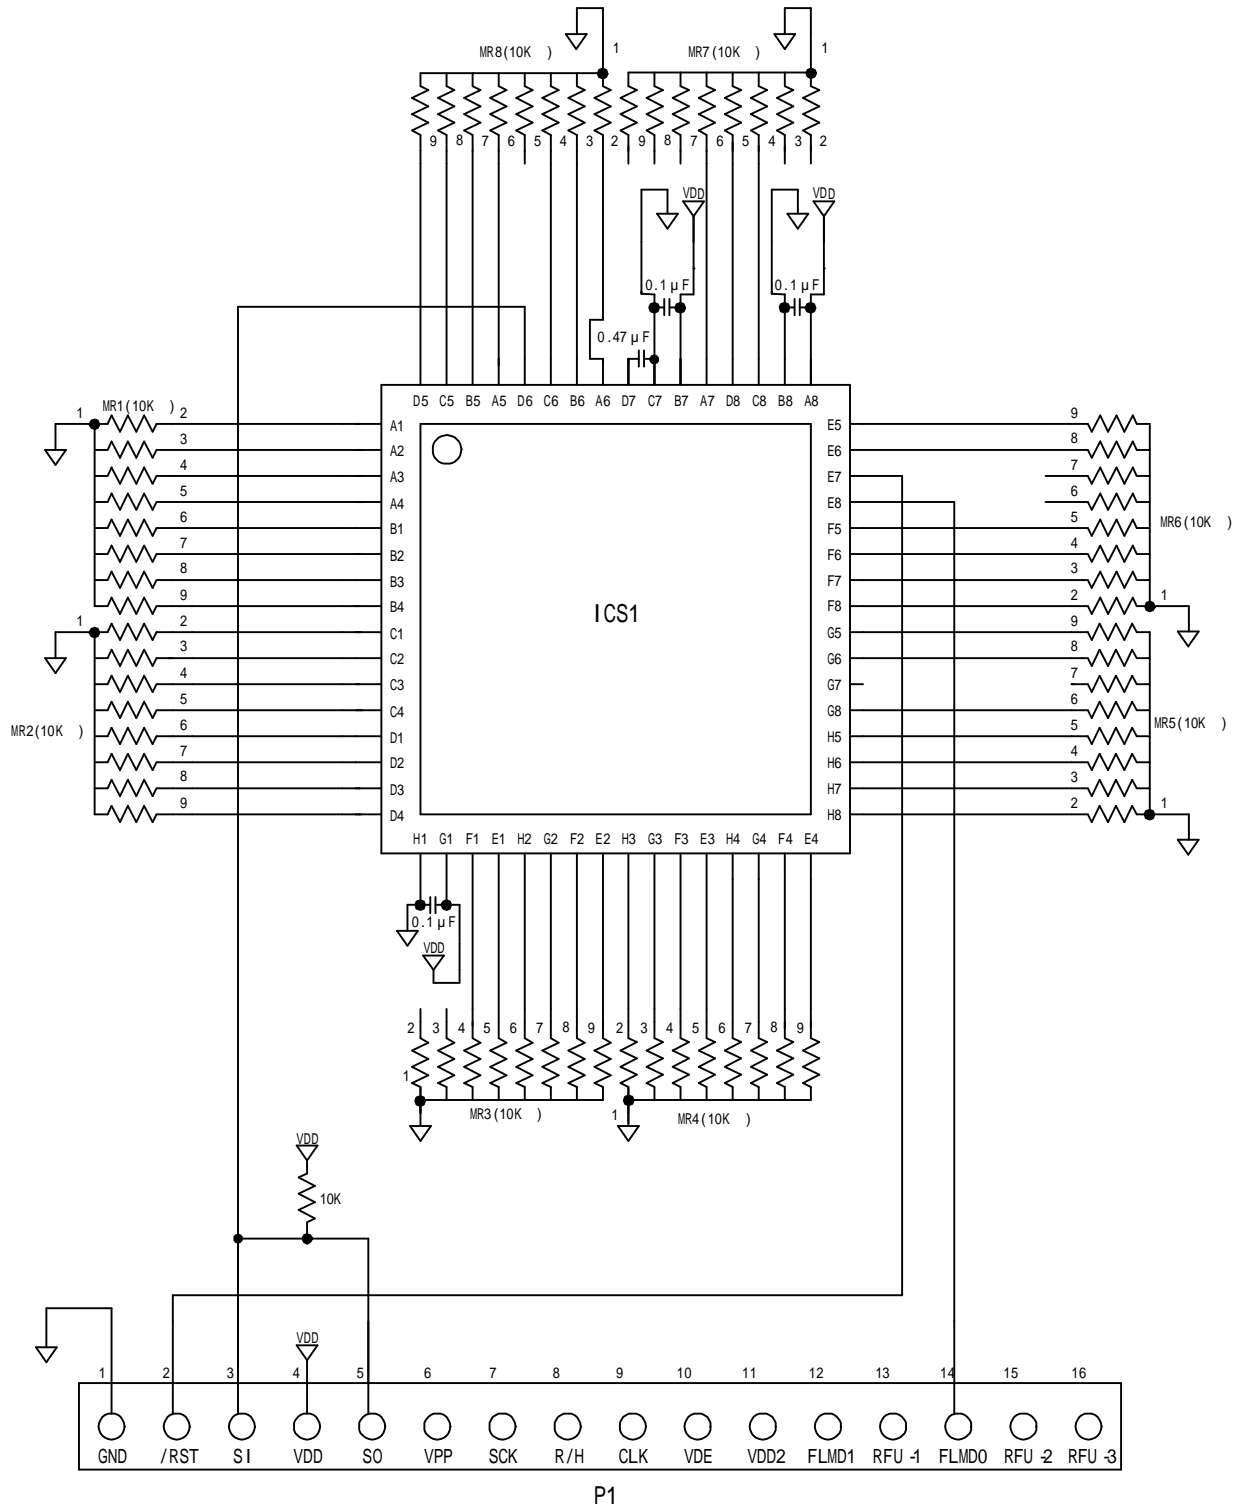 1 1
MR8(10K ) MR7(10K )
9 8 7 6 5 4 3 2 9 8 7 6 5 4 3 2
VDD VDD
0.1μF 0.1μF
0.47μF
D5 C5 B5 A5 D6 C6 B6 A6 D7 C7 B7 A7 D8 C8 B8 A8
1 MR1(10K ) 2 A1 E5 9
3 A2 E6 8
4 A3 E7 7
5 A4 E8 6
6 B1 F5 5 MR6(10K )
7 B2 F6 4
8 B3 F7 3
9 B4 F8 2 1
ICS1
1 2 C1 G5 9
3 C2 G6 8
4 C3 G7 7
5 C4 G8 6
MR2(10K ) 6 D1 H5 5 MR5(10K )
7 D2 H6 4
8 D3 H7 3
9 D4 H8 2 1
H1 G1 F1 E1 H2 G2 F2 E2 H3 G3 F3 E3 H4 G4 F4 E4
0.1μF
VDD
2 3 4 5 6 7 8 9 2 3 4 5 6 7 8 9
1
MR3(10K ) 1 MR4(10K )
VDD
10K
VDD
1 2 3 4 5 6 7 8 9 10 11 12 13 14 15 16
GND /RST SI VDD SO VPP SCK R/H CLK VDE VDD2 FLMD1 RFU-1 FLMD0 RFU-2 RFU-3
P1